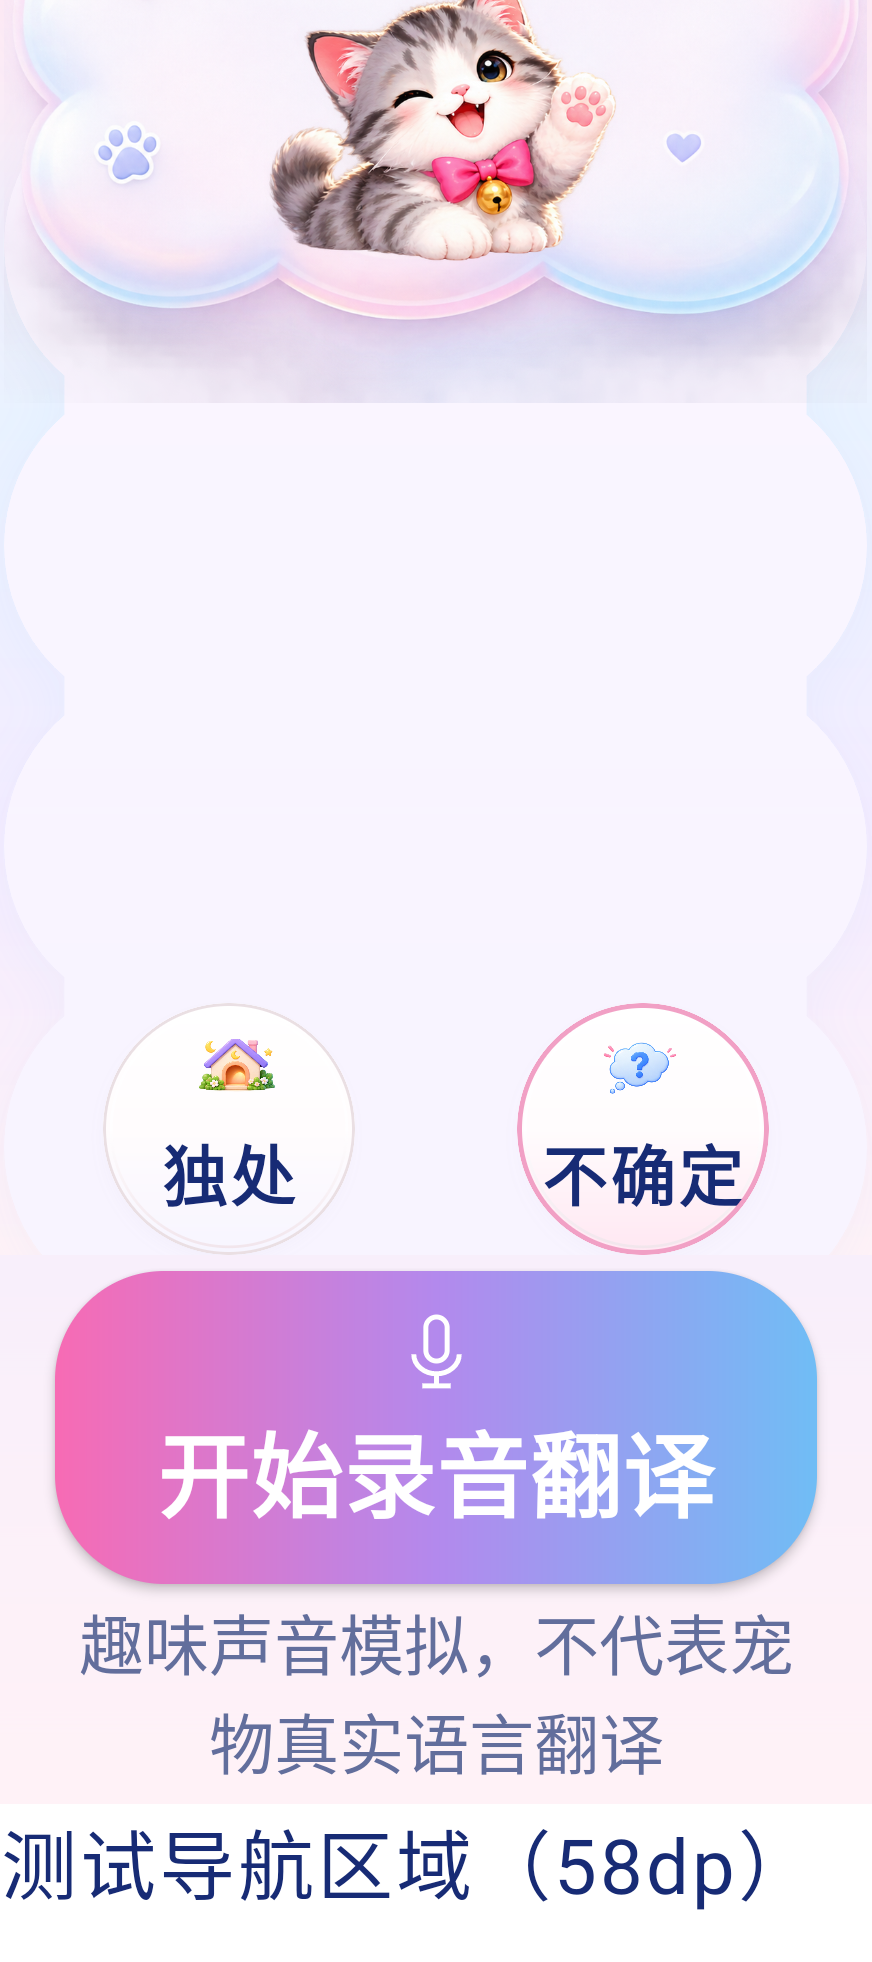 独处
不确定
开始录音翻译
趣味声音模拟，不代表宠
物真实语言翻译
测试导航区域（58dp）